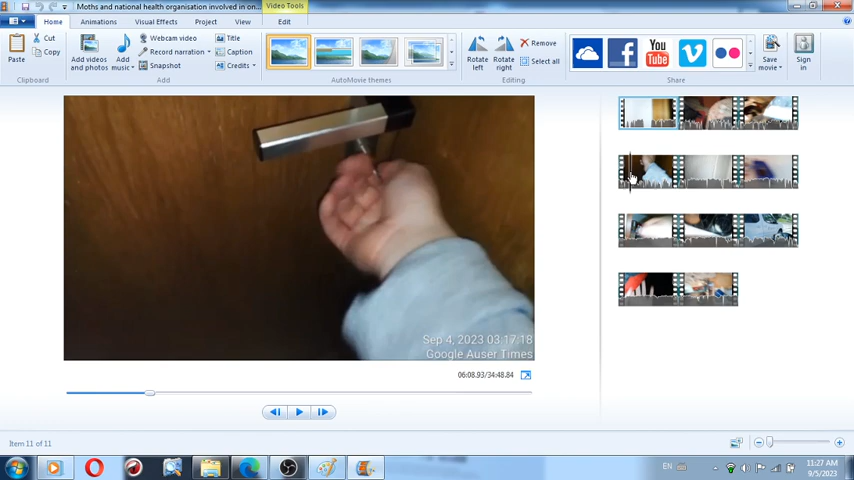 Moths and national health organisation involved in on...
Video Tools
Home
Animations
Visual Effects
Project
View
Edit
Paste
Cut
Copy
Clipboard
Add videos
and photos
Add
music
Webcam video
Record narration
Snapshot
Title
Caption
Credits
Add
AutoMovie themes
Rotate
left
Rotate
right
Remove
Select all
Editing
You
Tube
Share
Save
movie
Sign
in
Sep 4, 2023 03:17:18
Google Auser Times
06:08.93/34:48.84
Item 11 of 11
EN
11:27 AM
9/5/2023